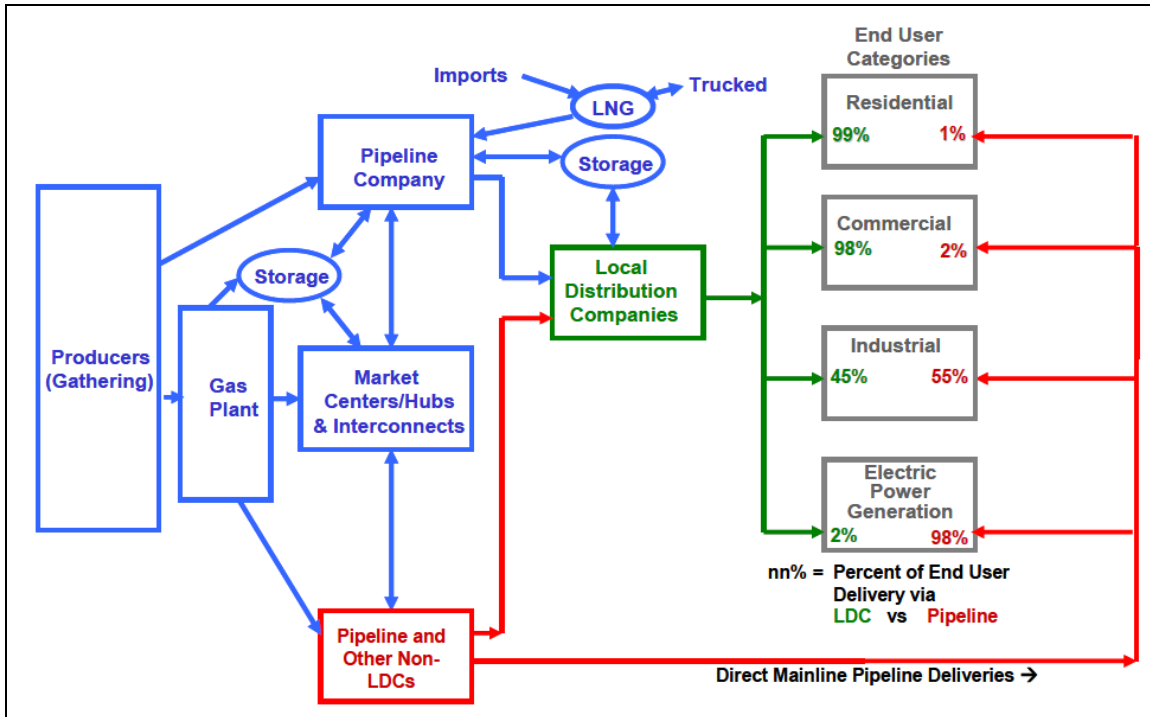 End User
Categories
Imports
Trucked
LNG
Residential
99% 1%
Pipeline
Company
Storage
Commercial
98% 2%
Storage
Local
Distribution
Companies
Producers
(Gathering)
Gas
Plant
Market
Centers/Hubs
& Interconnects
Industrial
45% 55%
Electric
Power
Generation
2% 98%
nn% = Percent of End User
Delivery via
LDC vs Pipeline
Pipeline and
Other Non-
LDCs
Direct Mainline Pipeline Deliveries →